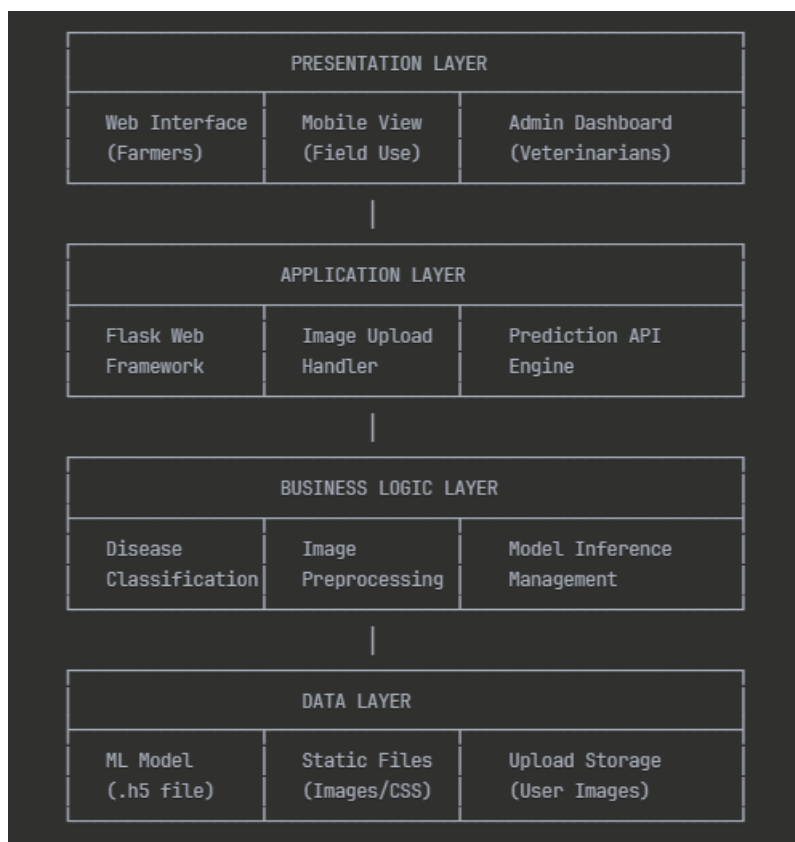 PRESENTATION LAYER
Web Interface Mobile View Admin Dashboard
(Farmers) (Field Use) (Veterinarians)
APPLICATION LAYER
Flask Web Image Upload Prediction API
Framework Handler Engine
BUSINESS LOGIC LAYER
Disease Image Model Inference
Classification Preprocessing Management
DATA LAYER
ML Model Static Files Upload Storage
(.h5 file) (Images/CSS) (User Images)